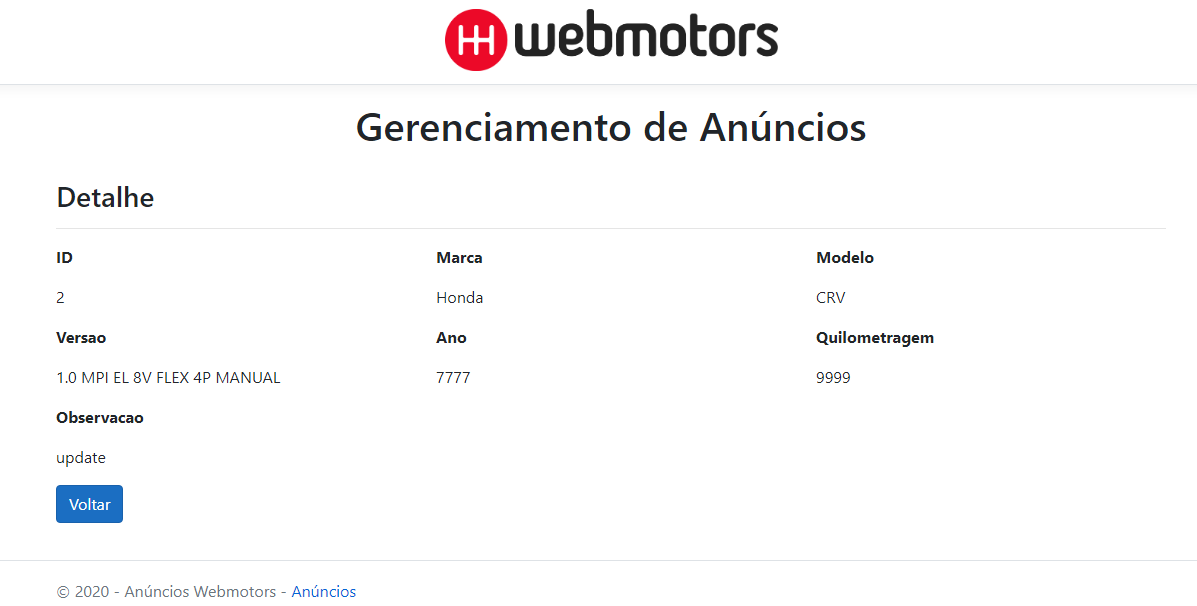 webmotors
Gerenciamento de Anúncios
Detalhe
ID Marca Modelo
2 Honda CRV
Versao Ano Quilometragem
1.0 MPI EL 8V FLEX 4P MANUAL 7777 9999
Observacao
update
Voltar
© 2020 - Anúncios Webmotors - Anúncios